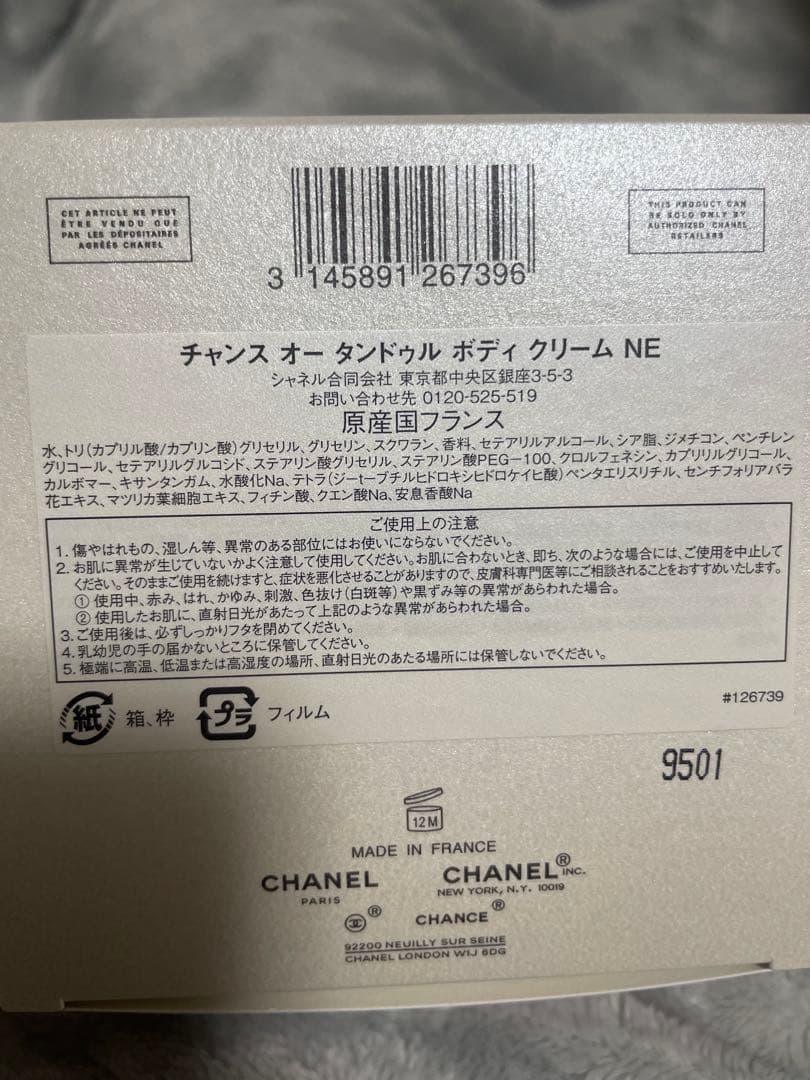 CET ARTICLE NE PEUT
ÊTRE VENDU QUE
PAR LES DÉPOSITAIRES
AGRÉÉS CHANEL
THIS PRODUCT CAN
BE SOLD ONLY BY
AUTHORIZED CHANEL
RETAILERS
3 145891 267396
チャンス オー タンドゥル ボディ クリーム NE
シャネル合同会社 東京都中央区銀座3-5-3
お問い合わせ先 0120-525-519
原産国フランス
水、トリ(カプリル酸/カプリン酸)グリセリル、グリセリン、スクワラン、香料、セテアリルアルコール、シア脂、ジメチコン、ペンチレン
グリコール、セテアリルグルコシド、ステアリン酸グリセリル、ステアリン酸PEG-100、クロルフェネシン、カプリリルグリコール、
カルボマー、キサンタンガム、水酸化Na、テトラ(ジ-t-ブチルヒドロキシヒドロケイヒ酸)ペンタエリスリチル、センチフォリアバラ
花エキス、マツリカ葉細胞エキス、フィチン酸、クエン酸Na、安息香酸Na
ご使用上の注意
1. 傷やはれもの、湿しん等、異常のある部位にはお使いにならないでください。
2. お肌に異常が生じていないかよく注意して使用してください。お肌に合わないとき、即ち、次のような場合には、ご使用を中止して
ください。そのままご使用を続けますと、症状を悪化させることがありますので、皮膚科専門医等にご相談されることをおすすめいたします。
① 使用中、赤み、はれ、かゆみ、刺激、色抜け(白斑等)や黒ずみ等の異常があらわれた場合。
② 使用したお肌に、直射日光があたって上記のような異常があらわれた場合。
3. ご使用後は、必ずしっかりフタを閉めてください。
4. 乳幼児の手の届かないところに保管してください。
5. 極端に高温、低温または高湿度の場所、直射日光のあたる場所には保管しないでください。
紙 箱、枠 プラ フィルム
#126739
9501
12M
MADE IN FRANCE
CHANEL
PARIS
CHANEL® INC.
NEW YORK, N.Y. 10019
® CHANCE ®
92200 NEUILLY SUR SEINE
CHANEL LONDON W1J 6DG